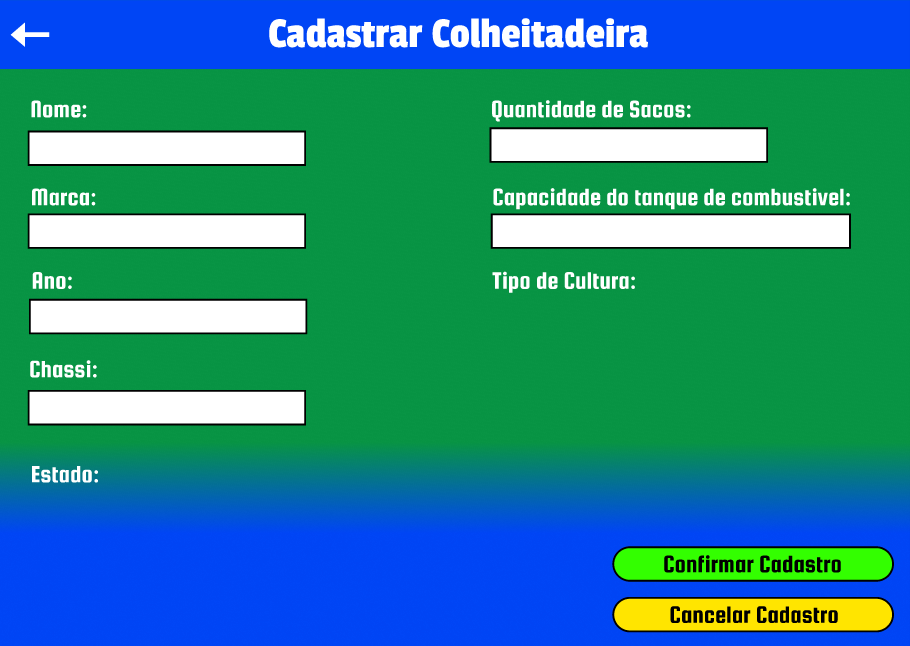 Cadastrar Colheitadeira
Nome:
Marca:
Ano:
Chassi:
Estado:
Quantidade de Sacos:
Capacidade do tanque de combustivel:
Tipo de Cultura:
Confirmar Cadastro
Cancelar Cadastro